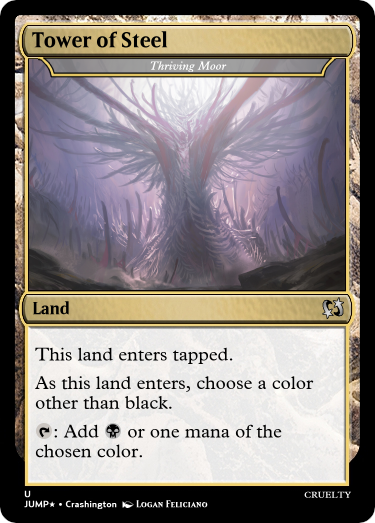 Tower of Steel
Thriving Moor
Land
This land enters tapped.
As this land enters, choose a color
other than black.
: Add or one mana of the
chosen color.
U
JUMP★ • Crashington Logan Feliciano
CRUELTY